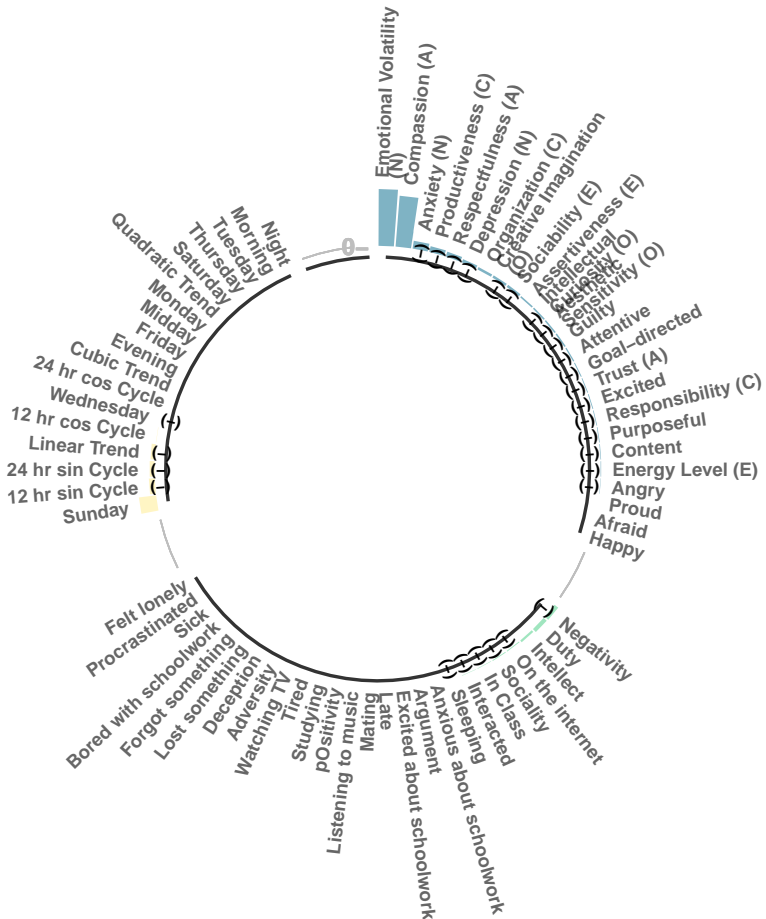 Emotional Volatility
(N)
Compassion (A)
Anxiety (N)
Productiveness (C)
Respectfulness (A)
Depression (N)
Organization (C)
Creative Imagination
(O)
Sociability (E)
Assertiveness (E)
Intellectual
Curiosity (O)
Aesthetic
Sensitivity (O)
Guilty
Attentive
Goal–directed
Trust (A)
Excited
Responsibility (C)
Purposeful
Content
Energy Level (E)
Angry
Proud
Afraid
Happy
Negativity
Duty
Intellect
On the internet
Sociality
In Class
Interacted
Sleeping
Anxious about schoolwork
Argument
Excited about schoolwork
Late
pug
Mating
Listening to music
pOsitivity
Studying
Tired
Watching TV
Adversity
Deception
Lost something
Forgot something
Bored with schoolwork
Sick
Procrastinated
Felt lonely
Sunday
12 hr sin Cycle
24 hr sin Cycle
Linear Trend
12 hr cos Cycle
Wednesday
24 hr cos Cycle
Cubic Trend
Evening
Friday
Midday
Monday
Quadratic Trend
Saturday
Thursday
Tuesday
Morning
Night
0